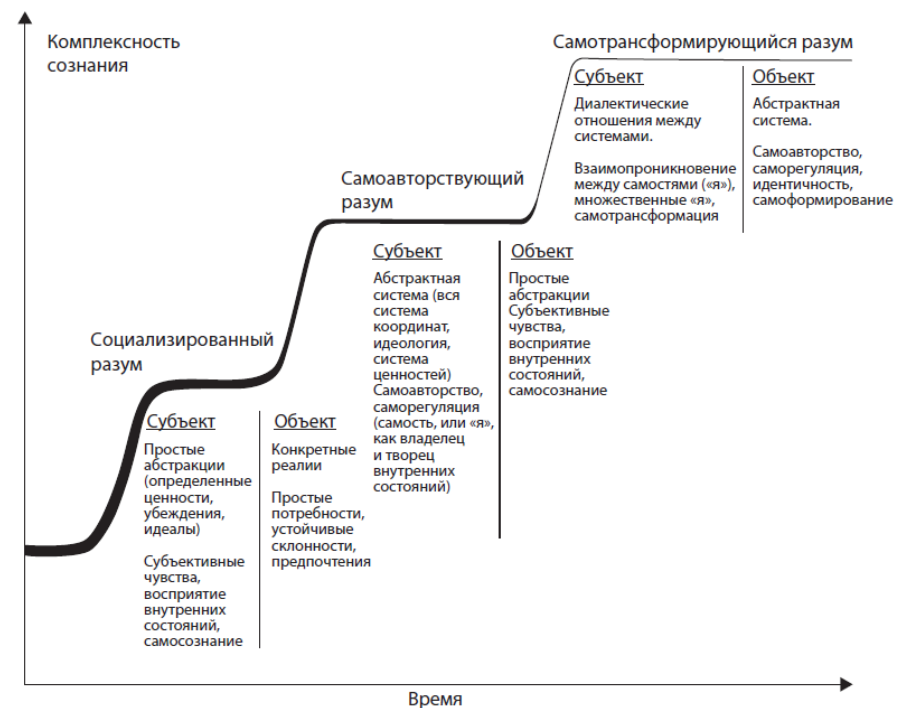 Комплексность
сознания
Самотрансформирующийся разум
Субъект
Диалектические
отношения между
системами.
Взаимопроникновение
между самостями («я»),
множественные «я»,
самотрансформация
Объект
Абстрактная
система.
Самоавторство,
саморегуляция,
идентичность,
самоформирование
Самоавторствующий
разум
Субъект
Абстрактная
система (вся
система
координат,
идеология,
система
ценностей)
Самоавторство,
саморегуляция
(самость, или «я»,
как владелец
и творец
внутренних
состояний)
Объект
Простые
абстракции
Субъективные
чувства,
восприятие
внутренних
состояний,
самосознание
Социализированный
разум
Субъект
Простые
абстракции
(определенные
ценности,
убеждения,
идеалы)
Субъективные
чувства,
восприятие
внутренних
состояний,
самосознание
Объект
Конкретные
реалии
Простые
потребности,
устойчивые
склонности,
предпочтения
Время